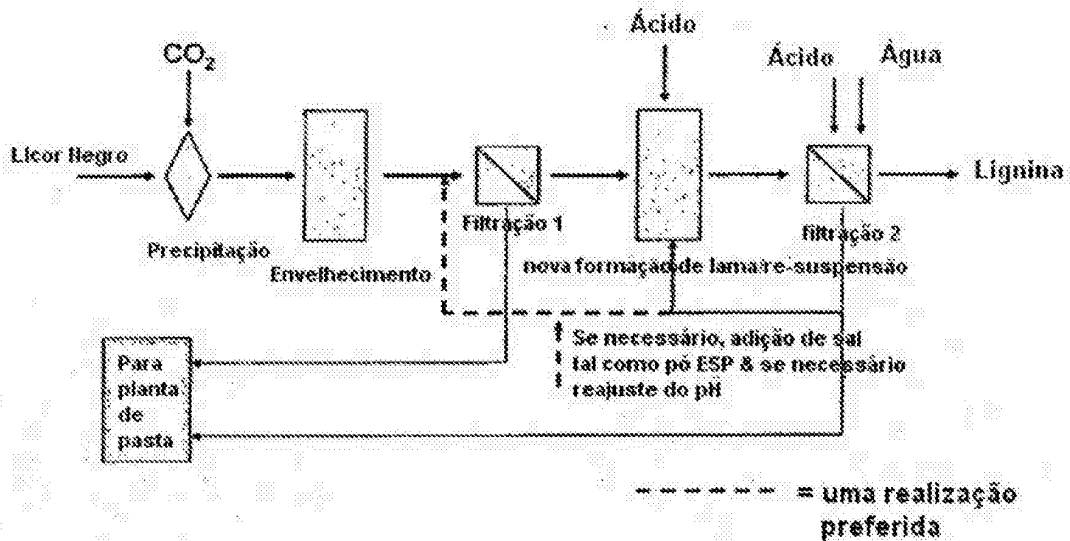 Ácido
CO₂
Ácido
Água
Licor Negro
Lignina
Precipitação
Envelhecimento
Filtração 1
filtração 2
nova formação de lama/re-suspensão
Se necessário, adição de sal
tal como pó ESP & se necessário
reajuste do pH
Para
planta
de
pasta
= uma realização
preferida